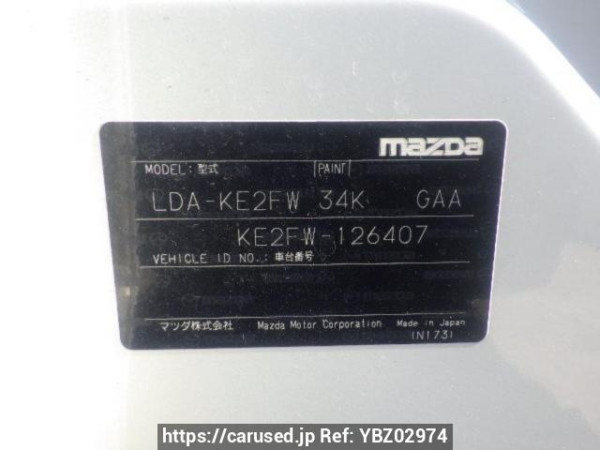 mazDa
MODEL: 型式 PAINT
LDA-KE2FW 34K GAA
KE2FW-126407
VEHICLE ID NO.: 車台番号
マツダ株式会社 Mazda Motor Corporation Made in Japan
(N173)
https://carused.jp Ref: YBZ02974